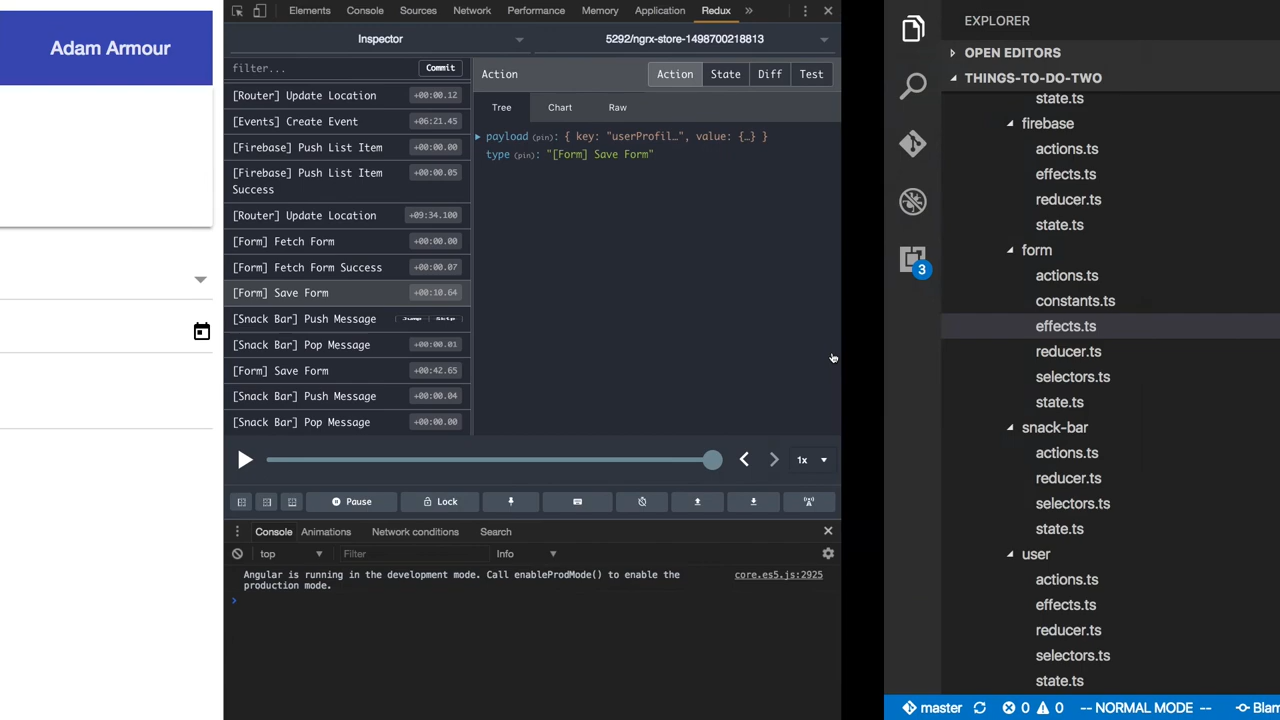 Adam Armour
Elements Console Sources Network Performance Memory Application Redux »
Inspector
5292/ngrx-store-1498700218813
filter...
Commit
[Router] Update Location +00:00.12
[Events] Create Event +06:21.45
[Firebase] Push List Item +00:00.00
[Firebase] Push List Item +00:00.05
Success
[Router] Update Location +09:34.100
[Form] Fetch Form +00:00.00
[Form] Fetch Form Success +00:00.07
[Form] Save Form +00:10.64
[Snack Bar] Push Message
[Snack Bar] Pop Message +00:00.01
[Form] Save Form +00:42.65
[Snack Bar] Push Message +00:00.04
[Snack Bar] Pop Message +00:00.00
Action
Action State Diff Test
Tree Chart Raw
payload (pin): { key: "userProfil…", value: {…} }
type (pin): "[Form] Save Form"
1x
Pause
Lock
Console Animations Network conditions Search
top
Filter
Info
Angular is running in the development mode. Call enableProdMode() to enable the
production mode.
core.es5.js:2925
EXPLORER
OPEN EDITORS
THINGS-TO-DO-TWO
state.ts
firebase
actions.ts
effects.ts
reducer.ts
state.ts
form
actions.ts
constants.ts
effects.ts
reducer.ts
selectors.ts
state.ts
snack-bar
actions.ts
reducer.ts
selectors.ts
state.ts
user
actions.ts
effects.ts
reducer.ts
selectors.ts
state.ts
3
master 0 0 -- NORMAL MODE -- Blam